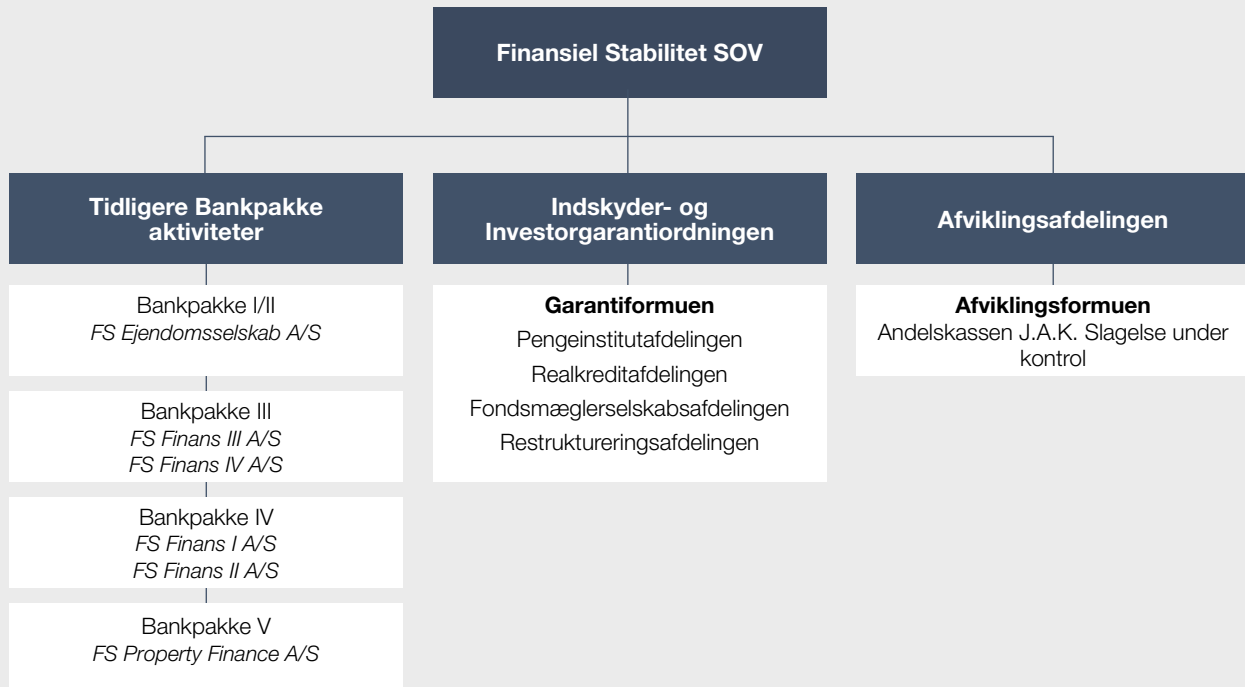 Finansiel Stabilitet SOV
Tidligere Bankpakke
aktiviteter
Bankpakke I/II
FS Ejendomsselskab A/S
Bankpakke III
FS Finans III A/S
FS Finans IV A/S
Bankpakke IV
FS Finans I A/S
FS Finans II A/S
Bankpakke V
FS Property Finance A/S
Indskyder- og
Investorgarantiordningen
Garantiformuen
Pengeinstitutafdelingen
Realkreditafdelingen
Fondsmæglerselskabsafdelingen
Restruktureringsafdelingen
Afviklingsafdelingen
Afviklingsformuen
Andelskassen J.A.K. Slagelse under
kontrol